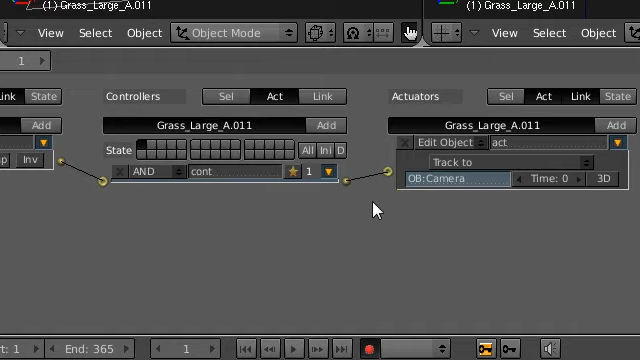 (1) Grass_Large_A.011
(1) Grass_Large_A.011
View Select Object Object Mode
View Select Object
1
Link State
Controllers Sel Act Link
Actuators Sel Act Link State
Add
Grass_Large_A.011 Add
Grass_Large_A.011 Add
State All Ini D
Edit Object act
Inv
AND cont 1
Track to
OB:Camera Time: 0 3D
End: 365 1